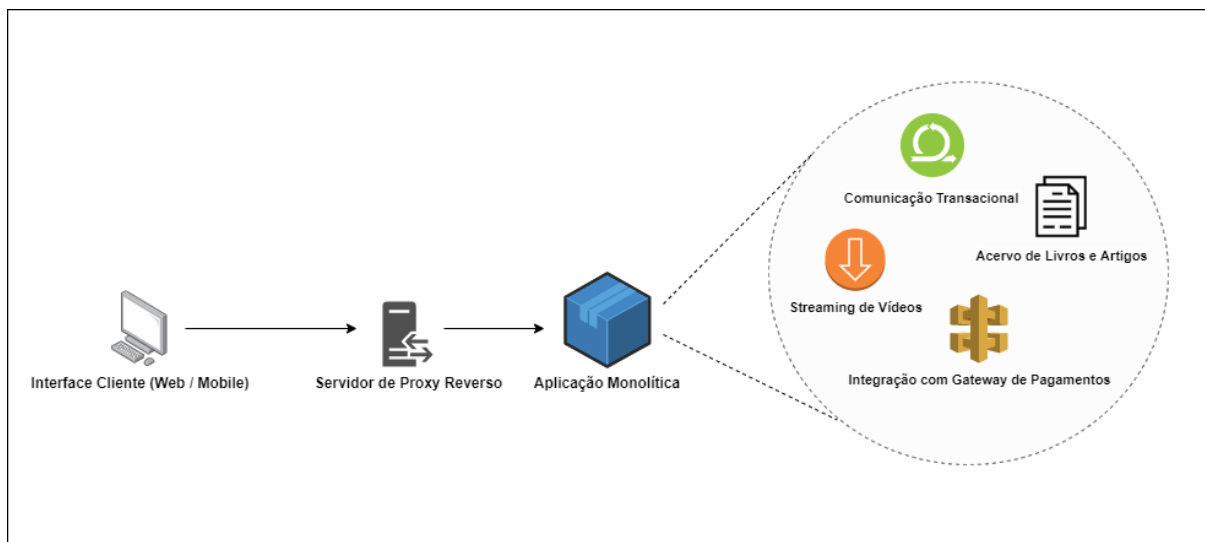 Comunicação Transacional
Acervo de Livros e Artigos
Streaming de Vídeos
Interface Cliente (Web / Mobile)
Servidor de Proxy Reverso
Aplicação Monolítica
Integração com Gateway de Pagamentos